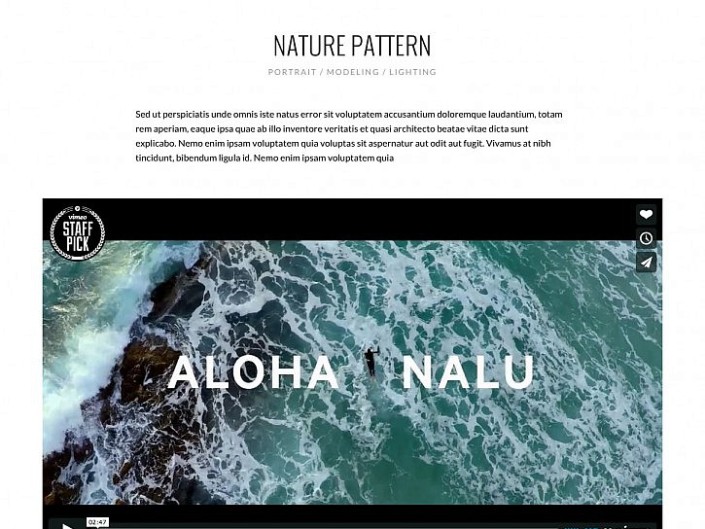 NATURE PATTERN
PORTRAIT / MODELING / LIGHTING
Sed ut perspiciatis unde omnis iste natus error sit voluptatem accusantium doloremque laudantium, totam
rem aperiam, eaque ipsa quae ab illo inventore veritatis et quasi architecto beatae vitae dicta sunt
explicabo. Nemo enim ipsam voluptatem quia voluptas sit aspernatur aut odit aut fugit. Vivamus at nibh
tincidunt, bibendum ligula id. Nemo enim ipsam voluptatem quia
vimeo
STAFF
PICK
ALOHA NALU
02:47